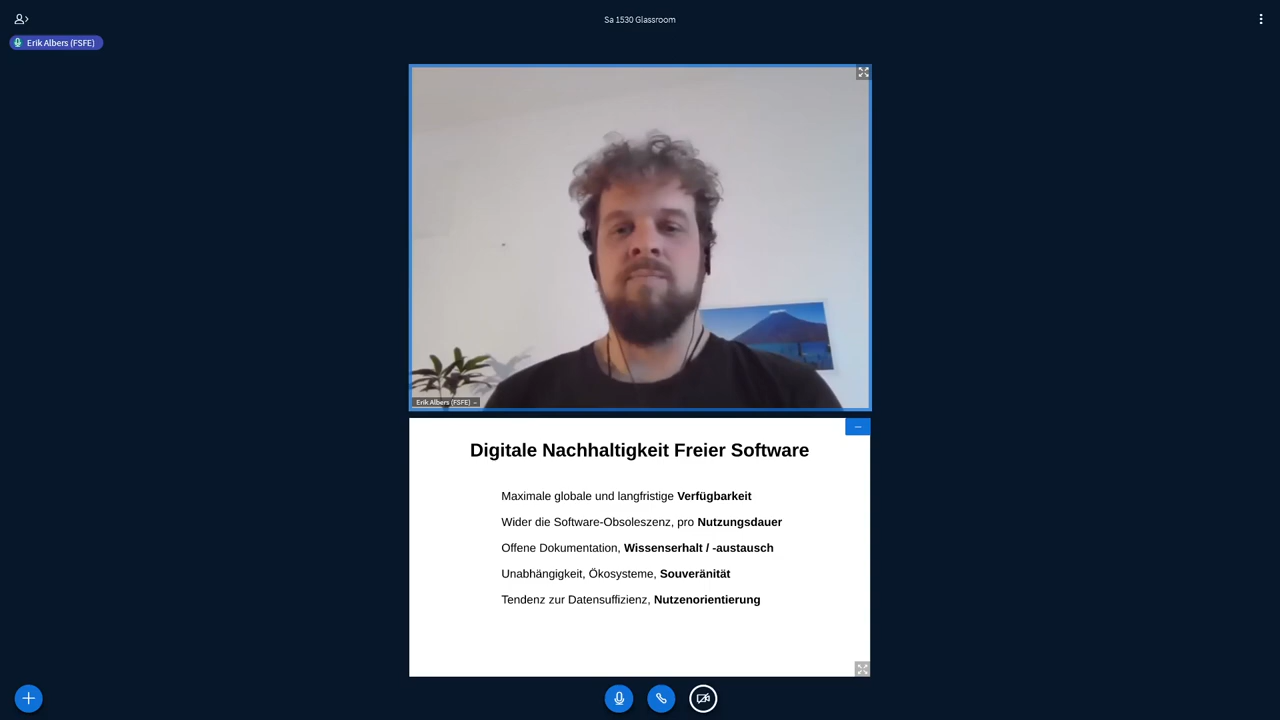 Sa 1530 Glassroom
Erik Albers (FSFE)
Erik Albers (FSFE)
Digitale Nachhaltigkeit Freier Software
Maximale globale und langfristige Verfügbarkeit
Wider die Software-Obsoleszenz, pro Nutzungsdauer
Offene Dokumentation, Wissenserhalt / -austausch
Unabhängigkeit, Ökosysteme, Souveränität
Tendenz zur Datensuffizienz, Nutzenorientierung